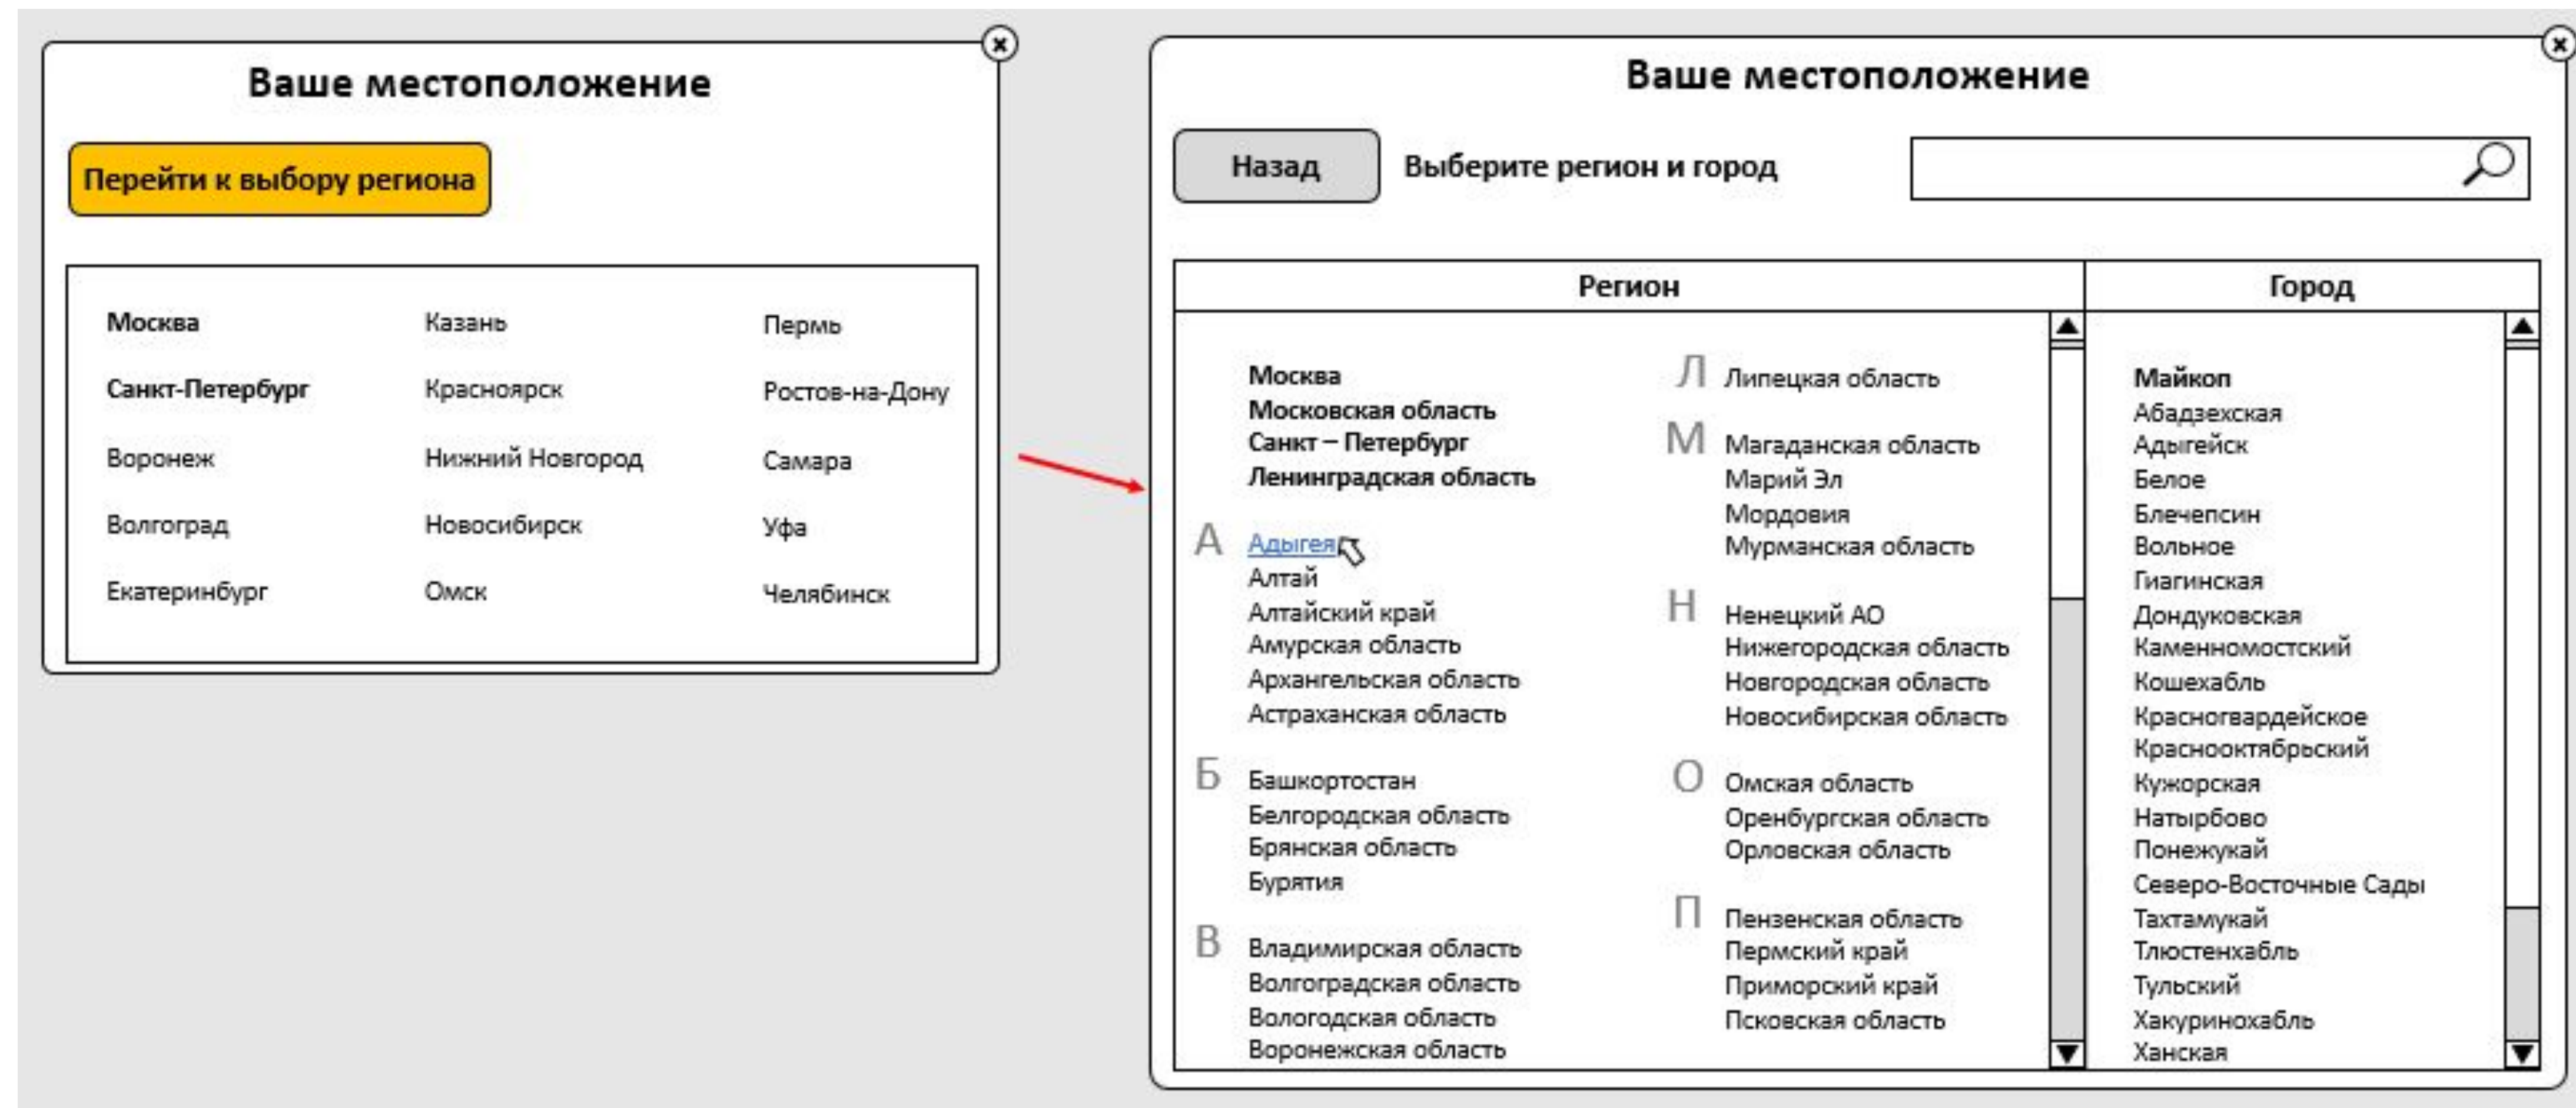 Ваше местоположение
Перейти к выбору региона
Москва
Санкт-Петербург
Воронеж
Волгоград
Екатеринбург
Казань
Красноярск
Нижний Новгород
Новосибирск
Омск
Пермь
Ростов-на-Дону
Самара
Уфа
Челябинск
Ваше местоположение
Назад
Выберите регион и город
Регион
Москва
Московская область
Санкт – Петербург
Ленинградская область
А Адыгея
Алтай
Алтайский край
Амурская область
Архангельская область
Астраханская область
Б Башкортостан
Белгородская область
Брянская область
Бурятия
В Владимирская область
Волгоградская область
Вологодская область
Воронежская область
Л Липецкая область
М Магаданская область
Марий Эл
Мордовия
Мурманская область
Н Ненецкий АО
Нижегородская область
Новгородская область
Новосибирская область
О Омская область
Оренбургская область
Орловская область
П Пензенская область
Пермский край
Приморский край
Псковская область
Город
Майкоп
Абадзехская
Адыгейск
Белое
Блечепсин
Вольное
Гиагинская
Дондуковская
Каменномостский
Кошехабль
Красногвардейское
Краснооктябрьский
Кужорская
Натырбово
Понежукай
Северо-Восточные Сады
Тахтамукай
Тлюстенхабль
Тульский
Хакуринохабль
Ханская